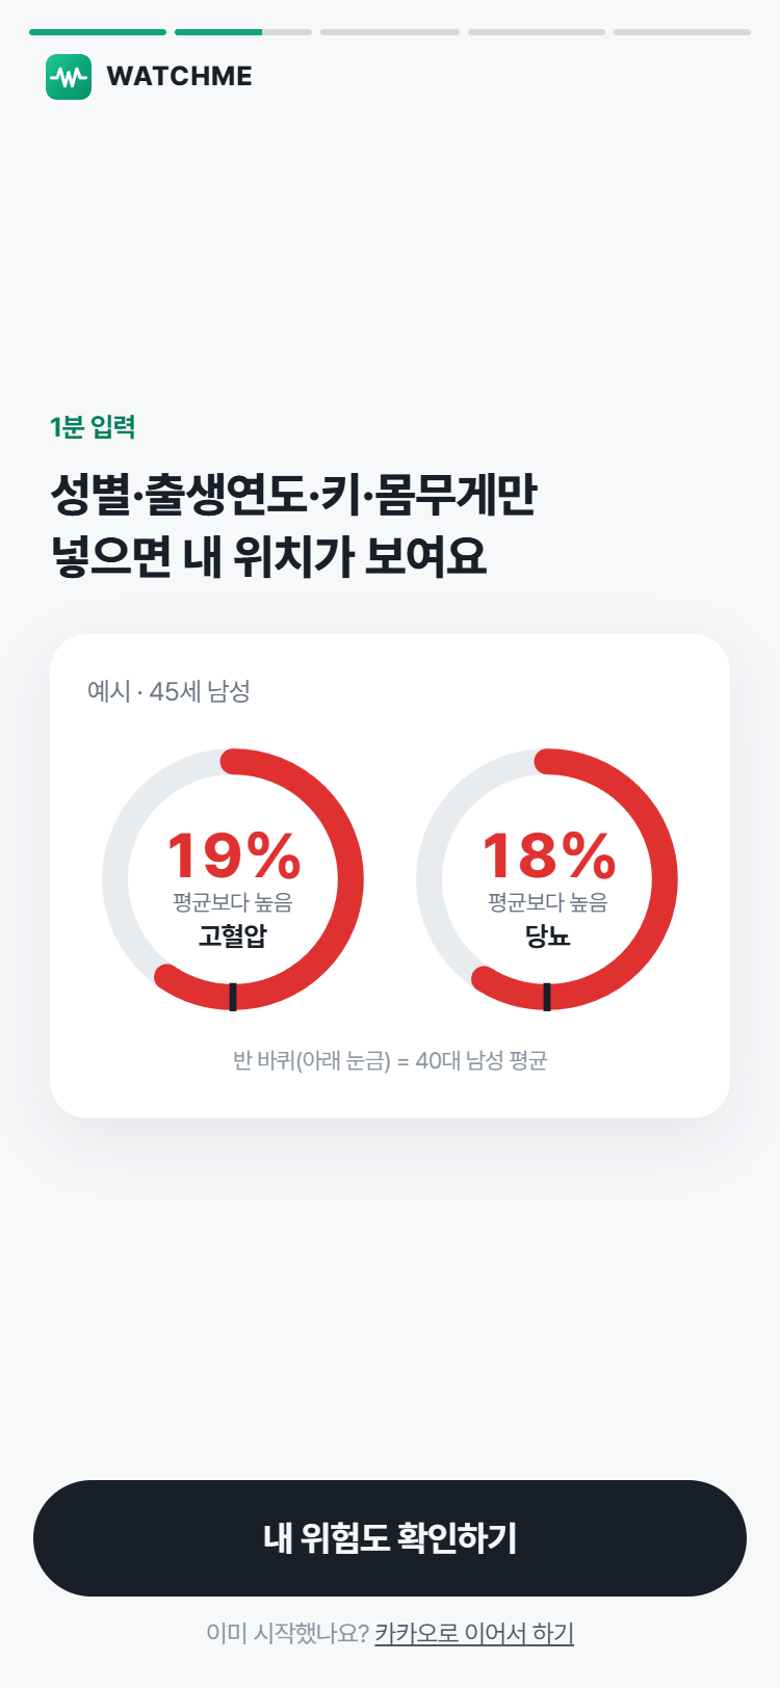 WATCHME
1분 입력
성별·출생연도·키·몸무게만
넣으면 내 위치가 보여요
예시 · 45세 남성
19%
평균보다 높음
고혈압
18%
평균보다 높음
당뇨
반 바퀴(아래 눈금) = 40대 남성 평균
내 위험도 확인하기
이미 시작했나요? 카카오로 이어서 하기